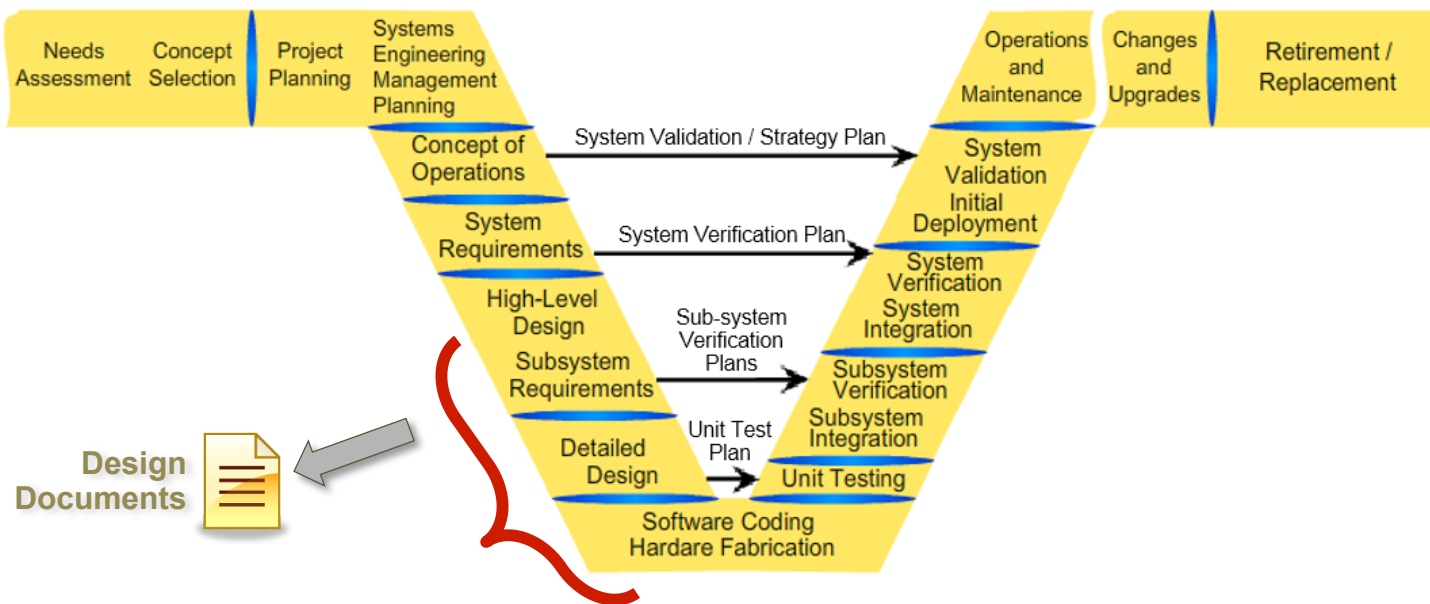 Needs
Assessment
Concept
Selection
Project
Planning
Systems
Engineering
Management
Planning
Operations
and
Maintenance
Changes
and
Upgrades
Retirement /
Replacement
Concept of
Operations
System Validation / Strategy Plan
System
Validation
Initial
Deployment
System
Requirements
System Verification Plan
System
Verification
System
Integration
High-Level
Design
Subsystem
Requirements
Sub-system
Verification
Plans
Subsystem
Verification
Subsystem
Integration
Detailed
Design
Unit Test
Plan
Unit Testing
Software Coding
Hardare Fabrication
Design
Documents